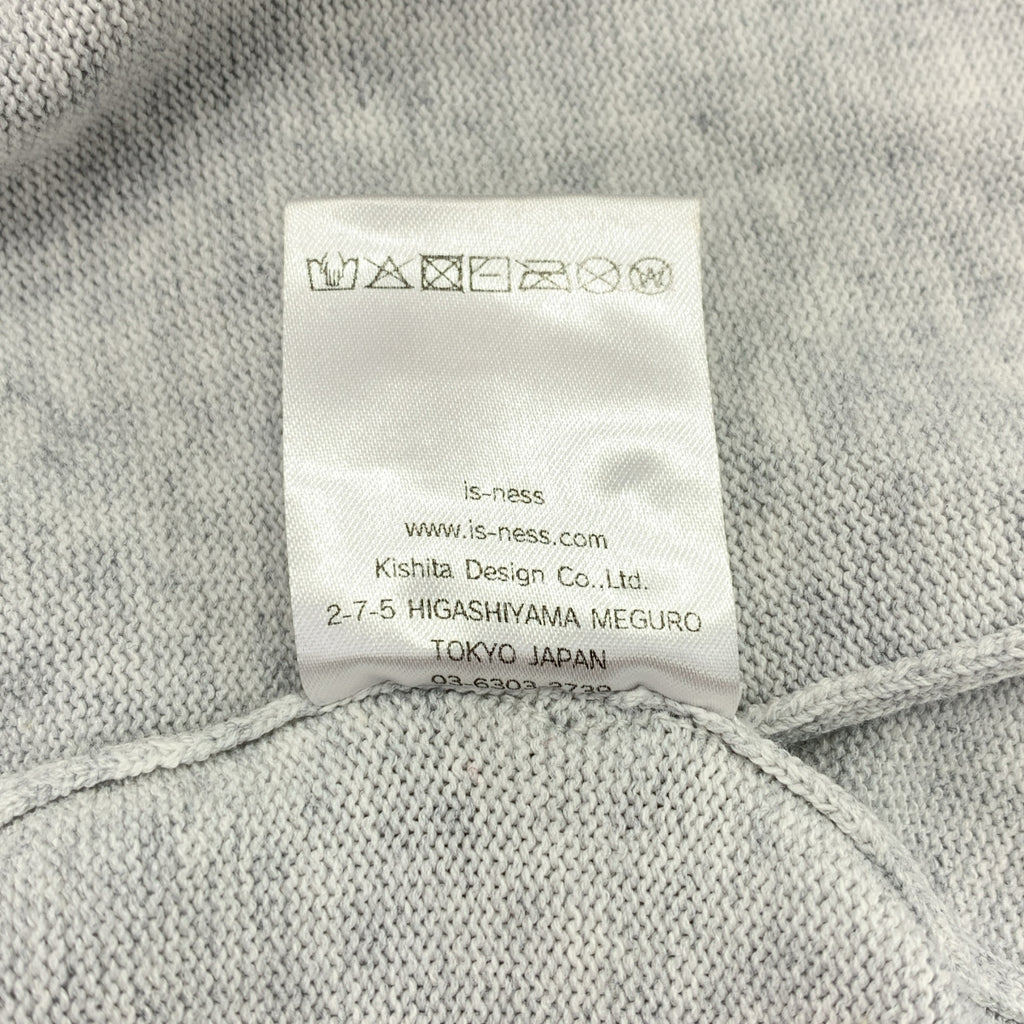 W
is-ness
www.is-ness.com
Kishita Design Co.,Ltd.
2-7-5 HIGASHIYAMA MEGURO
TOKYO JAPAN